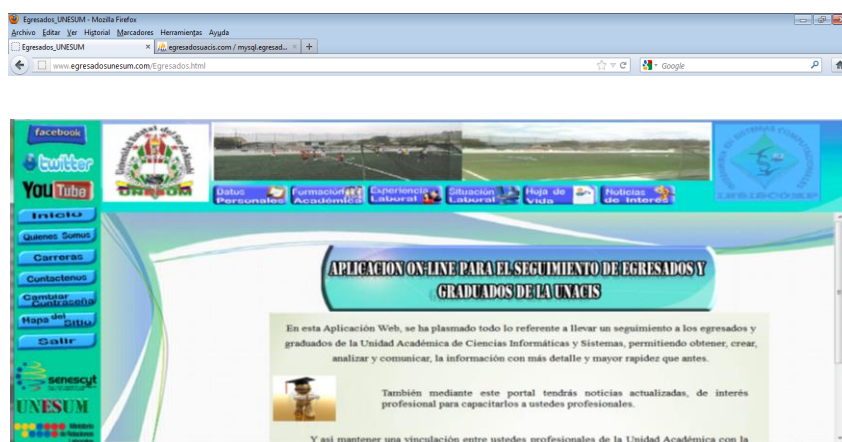 Egresados_UNESUM - Mozilla Firefox
Archivo Editar Ver Historial Marcadores Herramientas Ayuda
Egresados_UNESUM × egresadosuacis.com / mysql.egresad... × +
www.egresadosunesum.com/Egresados.html Google
facebook
twitter
YouTube
UNESUM
Datos Personales
Formación Académica
Experiencia Laboral
Situación Laboral
Hoja de Vida
Noticias de Interés
Inicio
Quienes Somos
Carreras
Contactenos
Cambiar Contraseña
Mapa del Sitio
Salir
senescyt
UNESUM
APLICACION ON-LINE PARA EL SEGUIMIENTO DE EGRESADOS Y
GRADUADOS DE LA UNACIS
En esta Aplicación Web, se ha plasmado todo lo referente a llevar un seguimiento a los egresados y
graduados de la Unidad Académica de Ciencias Informáticas y Sistemas, permitiendo obtener, crear,
analizar y comunicar, la información con más detalle y mayor rapidez que antes.
También mediante este portal tendrás noticias actualizadas, de interés
profesional para capacitarlos a ustedes profesionales.
Y asi mantener una vinculación entre ustedes profesionales de la Unidad Académica con la